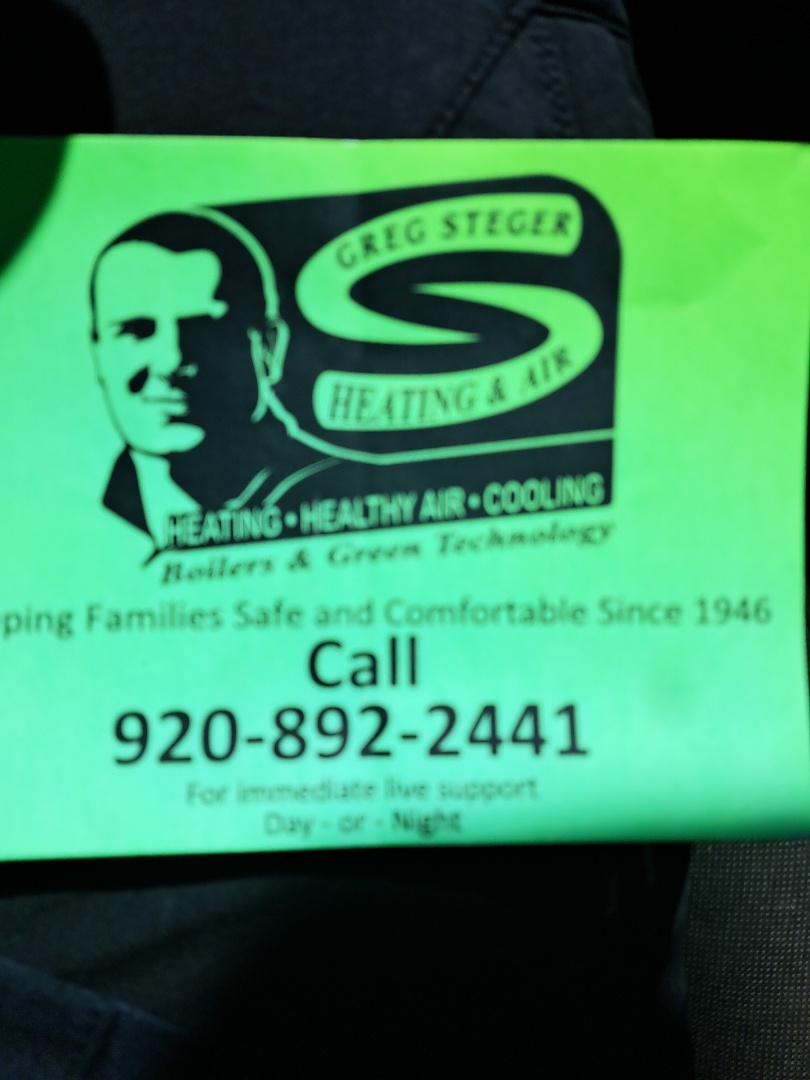 GREG STEGER
HEATING & AIR
HEATING • HEALTHY AIR • COOLING
Boilers & Green Technology
ping Families Safe and Comfortable Since 1946
Call
920-892-2441
For immediate live support
Day - or - Night